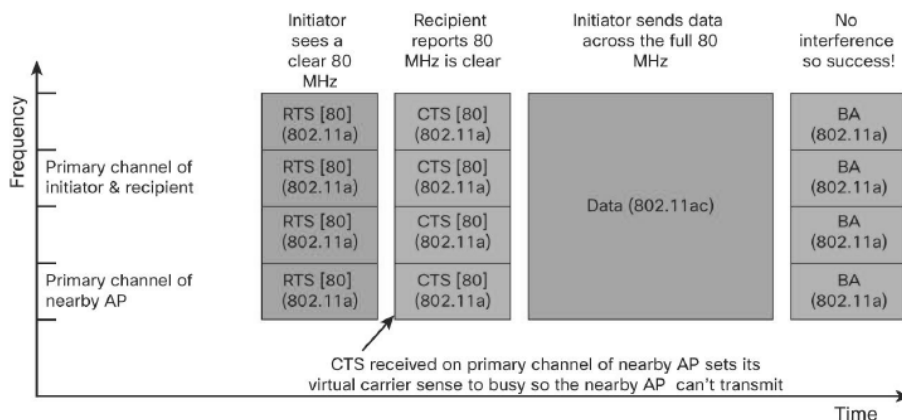 Initiator
sees a
clear 80
MHz
Recipient
reports 80
MHz is clear
Initiator sends data
across the full 80
MHz
No
interference
so success!
Frequency
RTS [80]
(802.11a)
CTS [80]
(802.11a)
BA
(802.11a)
Primary channel of
initiator & recipient
RTS [80]
(802.11a)
CTS [80]
(802.11a)
BA
(802.11a)
Data (802.11ac)
RTS [80]
(802.11a)
CTS [80]
(802.11a)
BA
(802.11a)
Primary channel of
nearby AP
RTS [80]
(802.11a)
CTS [80]
(802.11a)
BA
(802.11a)
CTS received on primary channel of nearby AP sets its
virtual carrier sense to busy so the nearby AP can't transmit
Time